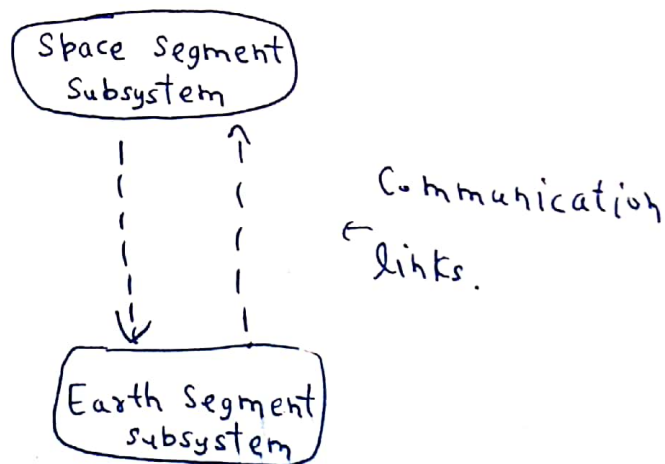 Space Segment
Subsystem
Communication
links.
Earth Segment
subsystem